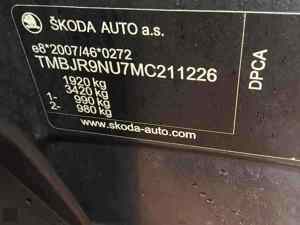 ŠKODA AUTO a.s.
e8*2007/46*0272
TMBJR9NU7MC211226
1920 kg
3420 kg
1- 990 kg
2- 980 kg
www.skoda-auto.com
DPCA